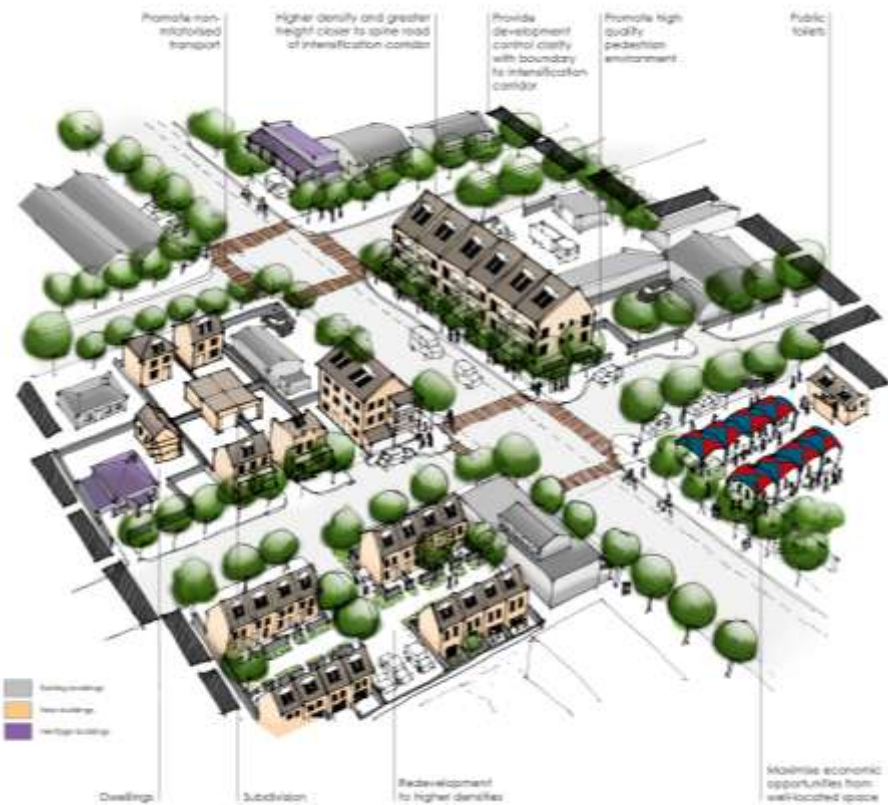 Promote non-
motorised
transport
Higher density and greater
height closer to spine road
of intensification corridor
Provide
development
control clarity
with boundary
to intensification
corridor
Promote high
quality
pedestrian
environment
Public
toilets
Existing buildings
New buildings
Heritage buildings
Dwellings
Subdivision
Redevelopment
to higher densities
Maximise economic
opportunities from
well-located space